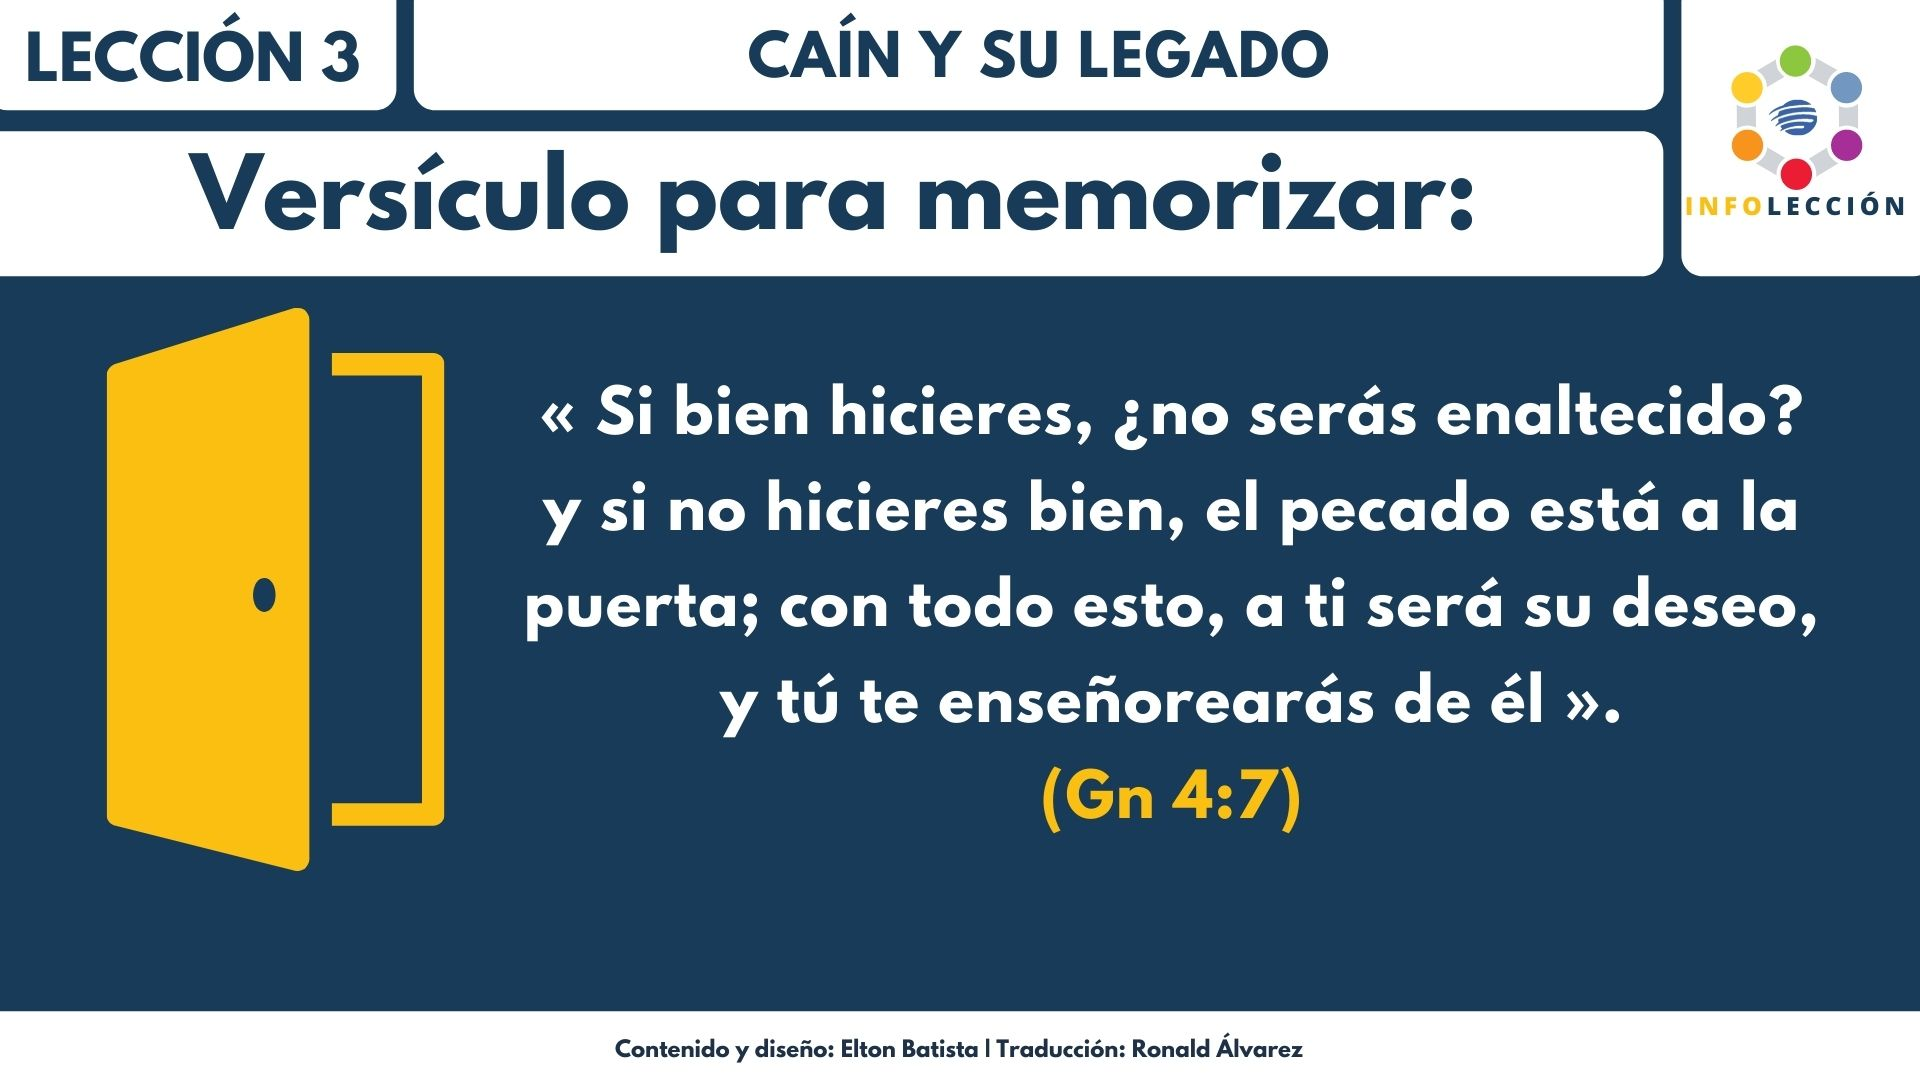 LECCIÓN 3
CAÍN Y SU LEGADO
INFOLECCIÓN
Versículo para memorizar:
« Si bien hicieres, ¿no serás enaltecido?
y si no hicieres bien, el pecado está a la
puerta; con todo esto, a ti será su deseo,
y tú te enseñorearás de él ».
(Gn 4:7)
Contenido y diseño: Elton Batista | Traducción: Ronald Álvarez